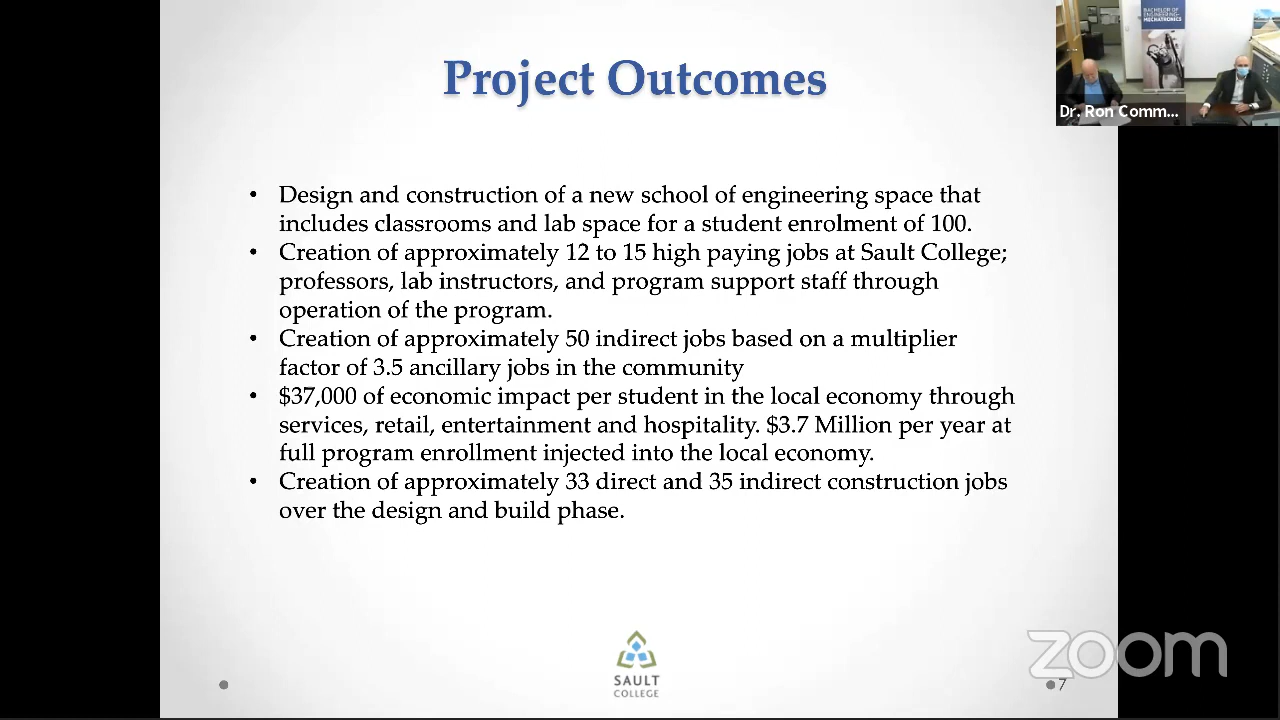 Project Outcomes
BACHELOR OF
ENGINEERING-
MECHATRONICS
Dr. Ron Comm...
• Design and construction of a new school of engineering space that
includes classrooms and lab space for a student enrolment of 100.
• Creation of approximately 12 to 15 high paying jobs at Sault College;
professors, lab instructors, and program support staff through
operation of the program.
• Creation of approximately 50 indirect jobs based on a multiplier
factor of 3.5 ancillary jobs in the community
• $37,000 of economic impact per student in the local economy through
services, retail, entertainment and hospitality. $3.7 Million per year at
full program enrollment injected into the local economy.
• Creation of approximately 33 direct and 35 indirect construction jobs
over the design and build phase.
SAULT
COLLEGE
zoom
7